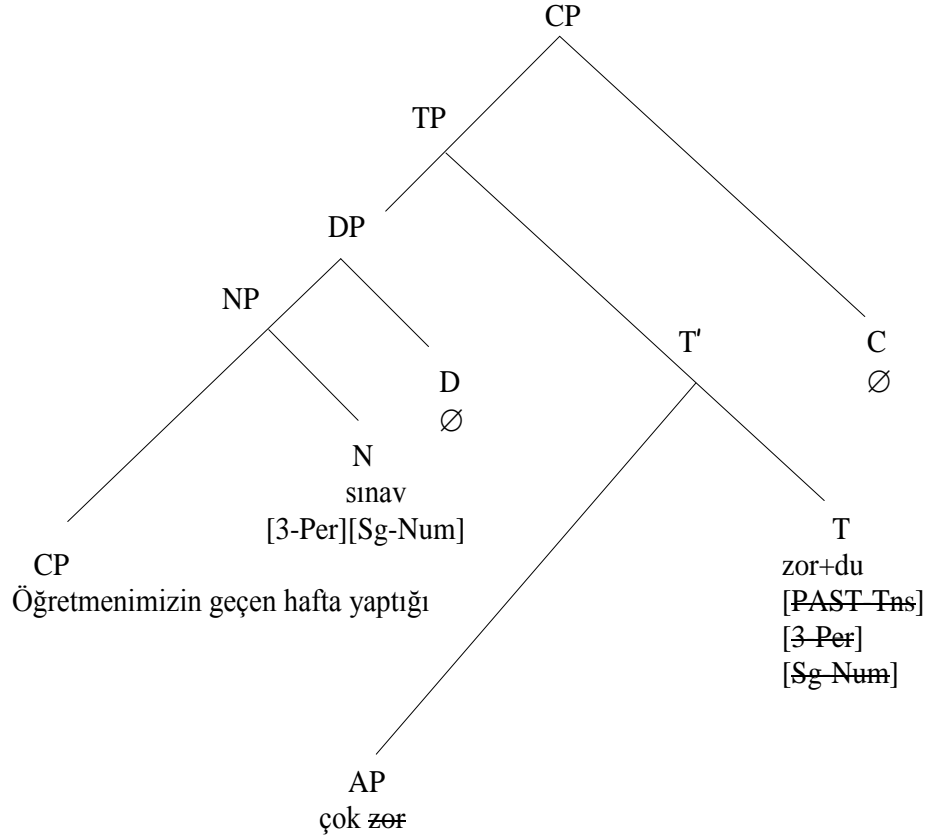 CP
TP
DP
NP
T'
C
D
∅
∅
N
sınav
[3-Per][Sg-Num]
T
CP
zor+du
Öğretmenimizin geçen hafta yaptığı
[PAST-Tns]
[3-Per]
[Sg-Num]
AP
çok zor